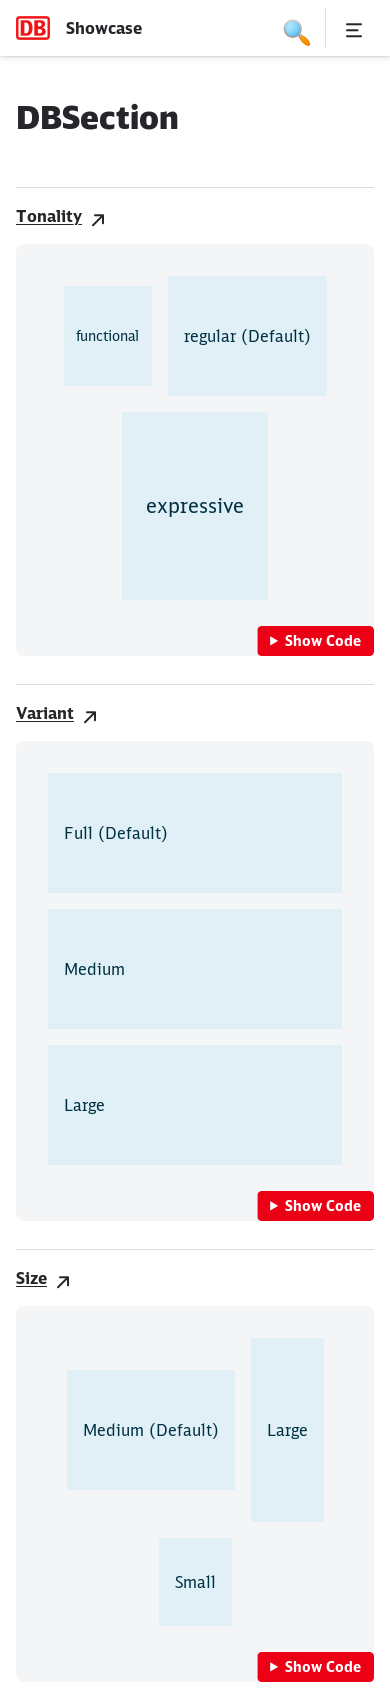 DB Showcase
DBSection
Tonality
functional
regular (Default)
expressive
Show Code
Variant
Full (Default)
Medium
Large
Show Code
Size
Medium (Default)
Large
Small
Show Code